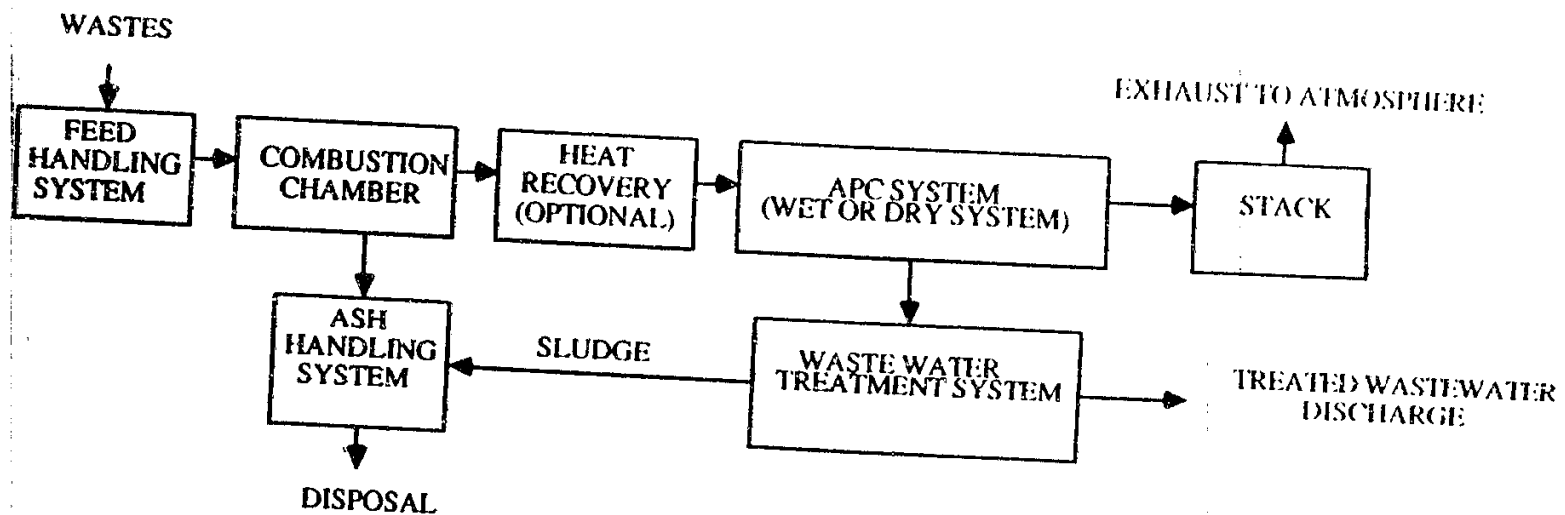 WASTES
EXHAUST TO ATMOSPHERE
FEED
HANDLING
SYSTEM
COMBUSTION
CHAMBER
HEAT
RECOVERY
(OPTIONAL)
APC SYSTEM
(WET OR DRY SYSTEM)
STACK
ASH
HANDLING
SYSTEM
SLUDGE
WASTE WATER
TREATMENT SYSTEM
TREATED WASTEWATER
DISCHARGE
DISPOSAL